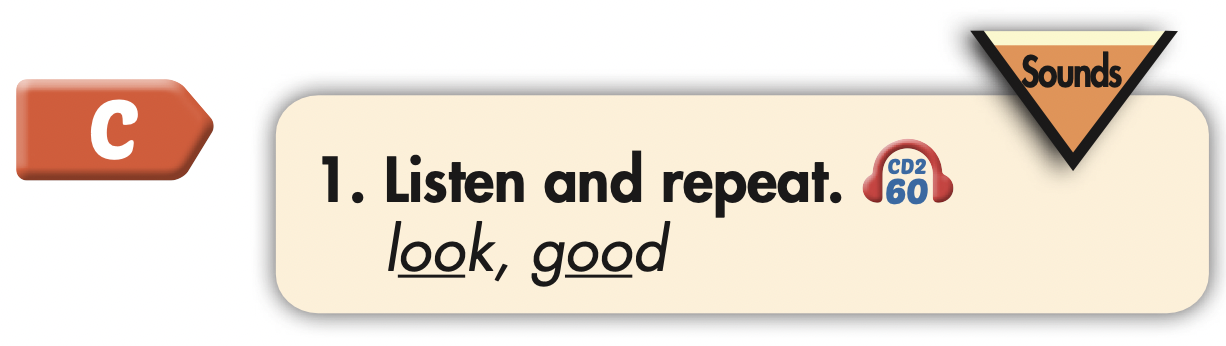 Sounds
C
1. Listen and repeat. CD2 60
look, good